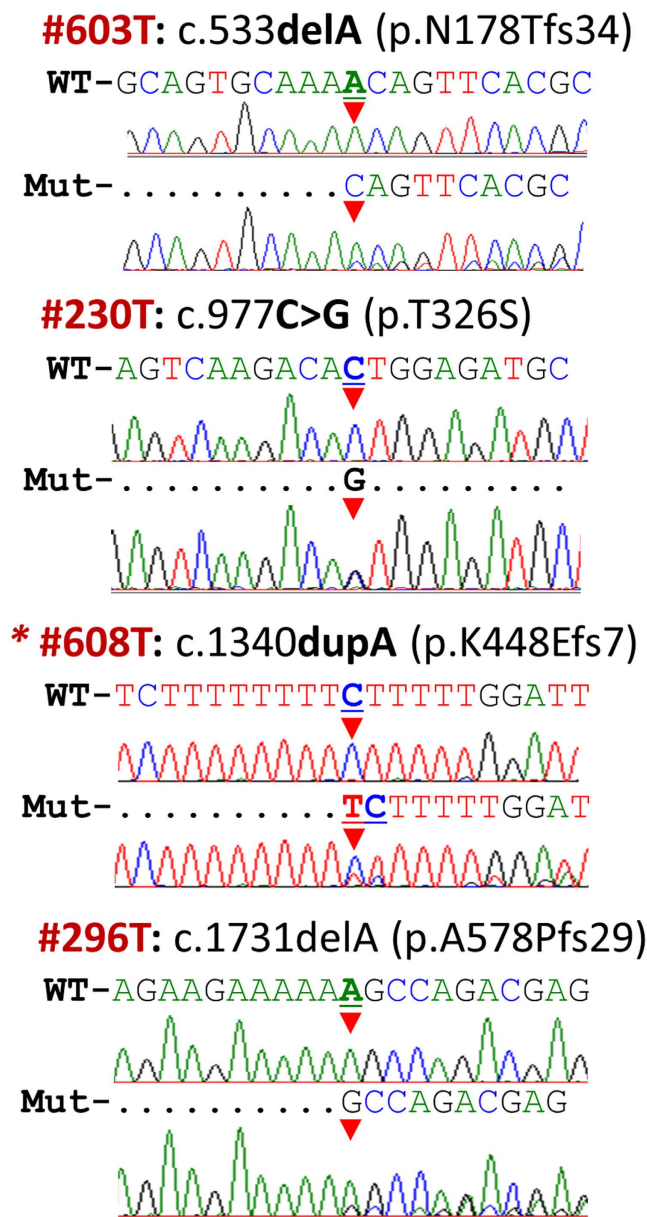 #603T: c.533delA (p.N178Tfs34)
WT-GCAGTGCAAAACAGTTCACGC
Mut-..........CAGTTCACGC
#230T: c.977C>G (p.T326S)
WT-AGTCAAGACACTGGAGATGC
Mut-..........G.........
* #608T: c.1340dupA (p.K448Efs7)
WT-TCTTTTTTTTCTTTTTGGATT
Mut-..........TCTTTTTGGAT
#296T: c.1731delA (p.A578Pfs29)
WT-AGAAGAAAAAAGCCAGACGAG
Mut-..........GCCAGACGAG